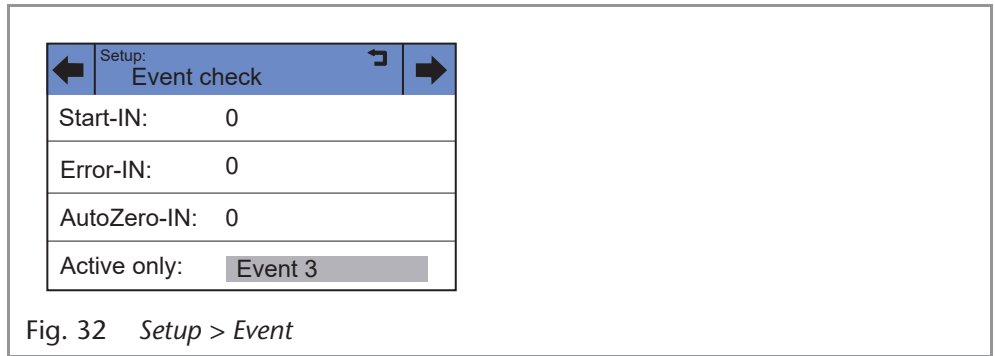 Setup:
Event check
Start-IN: 0
Error-IN: 0
AutoZero-IN: 0
Active only: Event 3
Fig. 32 Setup > Event